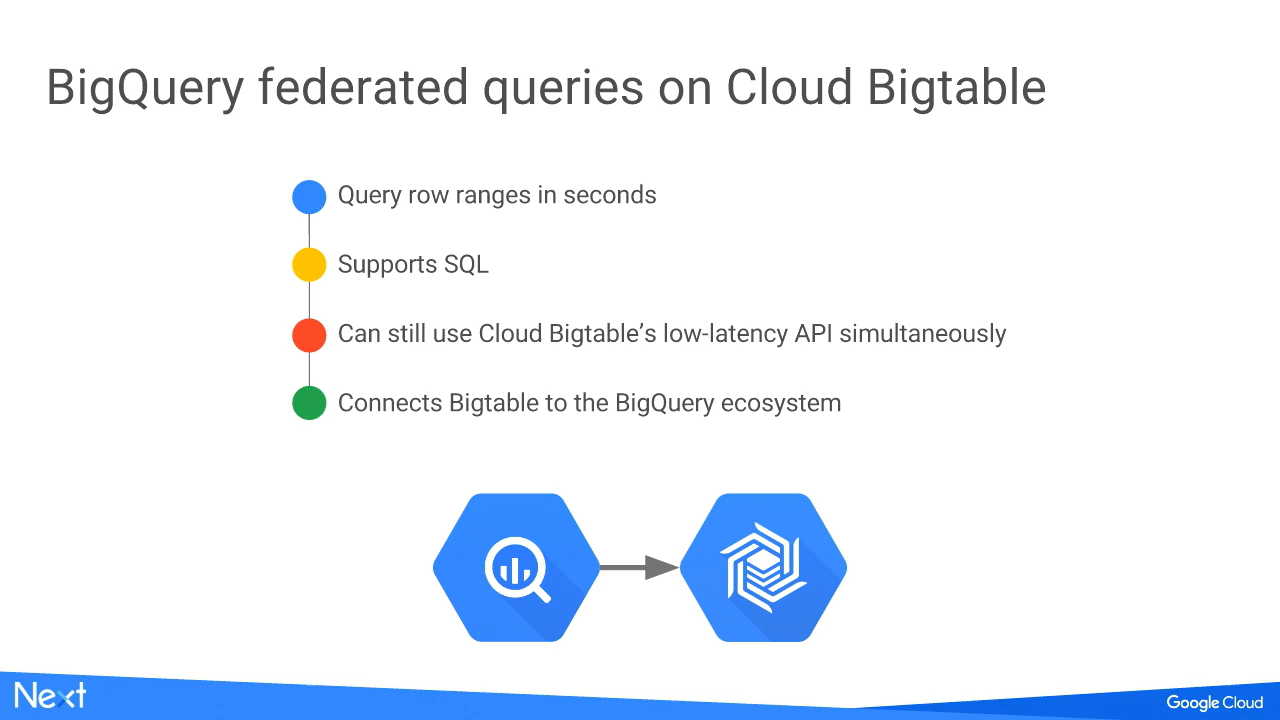 BigQuery federated queries on Cloud Bigtable
Query row ranges in seconds
Supports SQL
Can still use Cloud Bigtable’s low-latency API simultaneously
Connects Bigtable to the BigQuery ecosystem
Next
Google Cloud